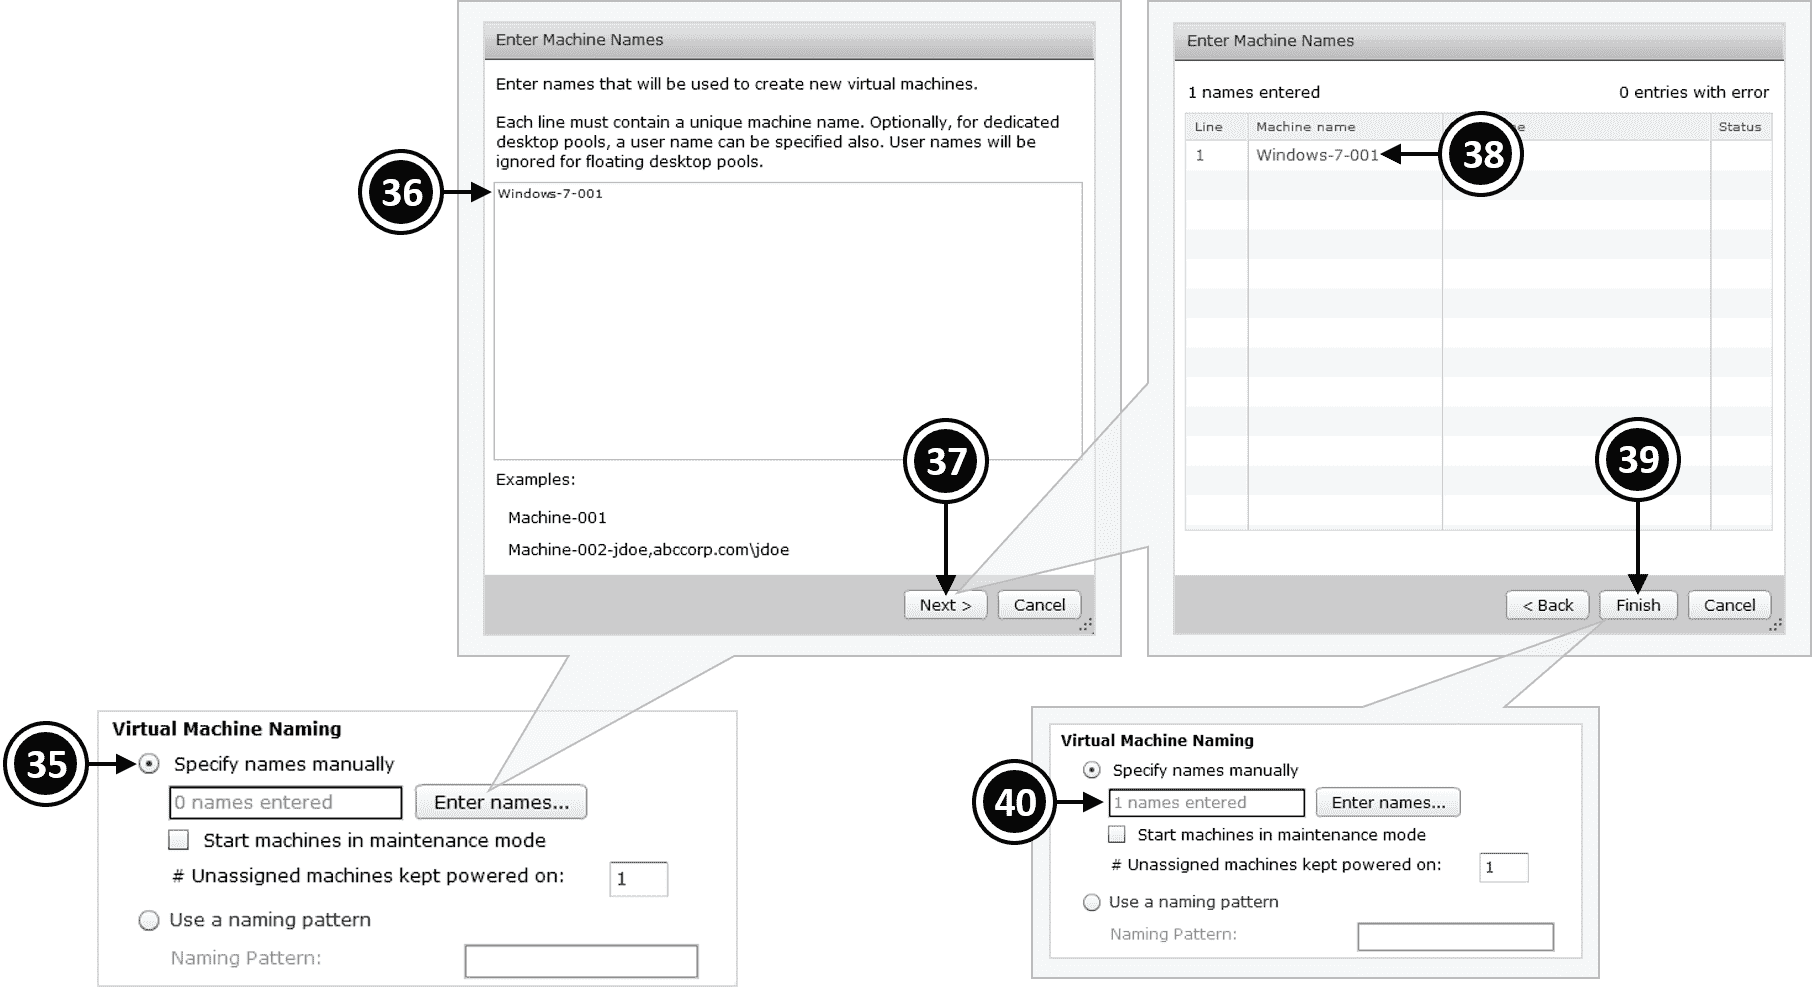 Enter Machine Names
Enter names that will be used to create new virtual machines.
Each line must contain a unique machine name. Optionally, for dedicated
desktop pools, a user name can be specified also. User names will be
ignored for floating desktop pools.
36
Windows-7-001
37
Examples:
Machine-001
Machine-002-jdoe,abccorp.com\jdoe
Next >
Cancel
Enter Machine Names
1 names entered
0 entries with error
Line
Machine name
Status
1
Windows-7-001
38
39
< Back
Finish
Cancel
Virtual Machine Naming
35
Specify names manually
0 names entered
Enter names...
Start machines in maintenance mode
# Unassigned machines kept powered on:
1
Use a naming pattern
Naming Pattern:
Virtual Machine Naming
Specify names manually
40
1 names entered
Enter names...
Start machines in maintenance mode
# Unassigned machines kept powered on:
1
Use a naming pattern
Naming Pattern: